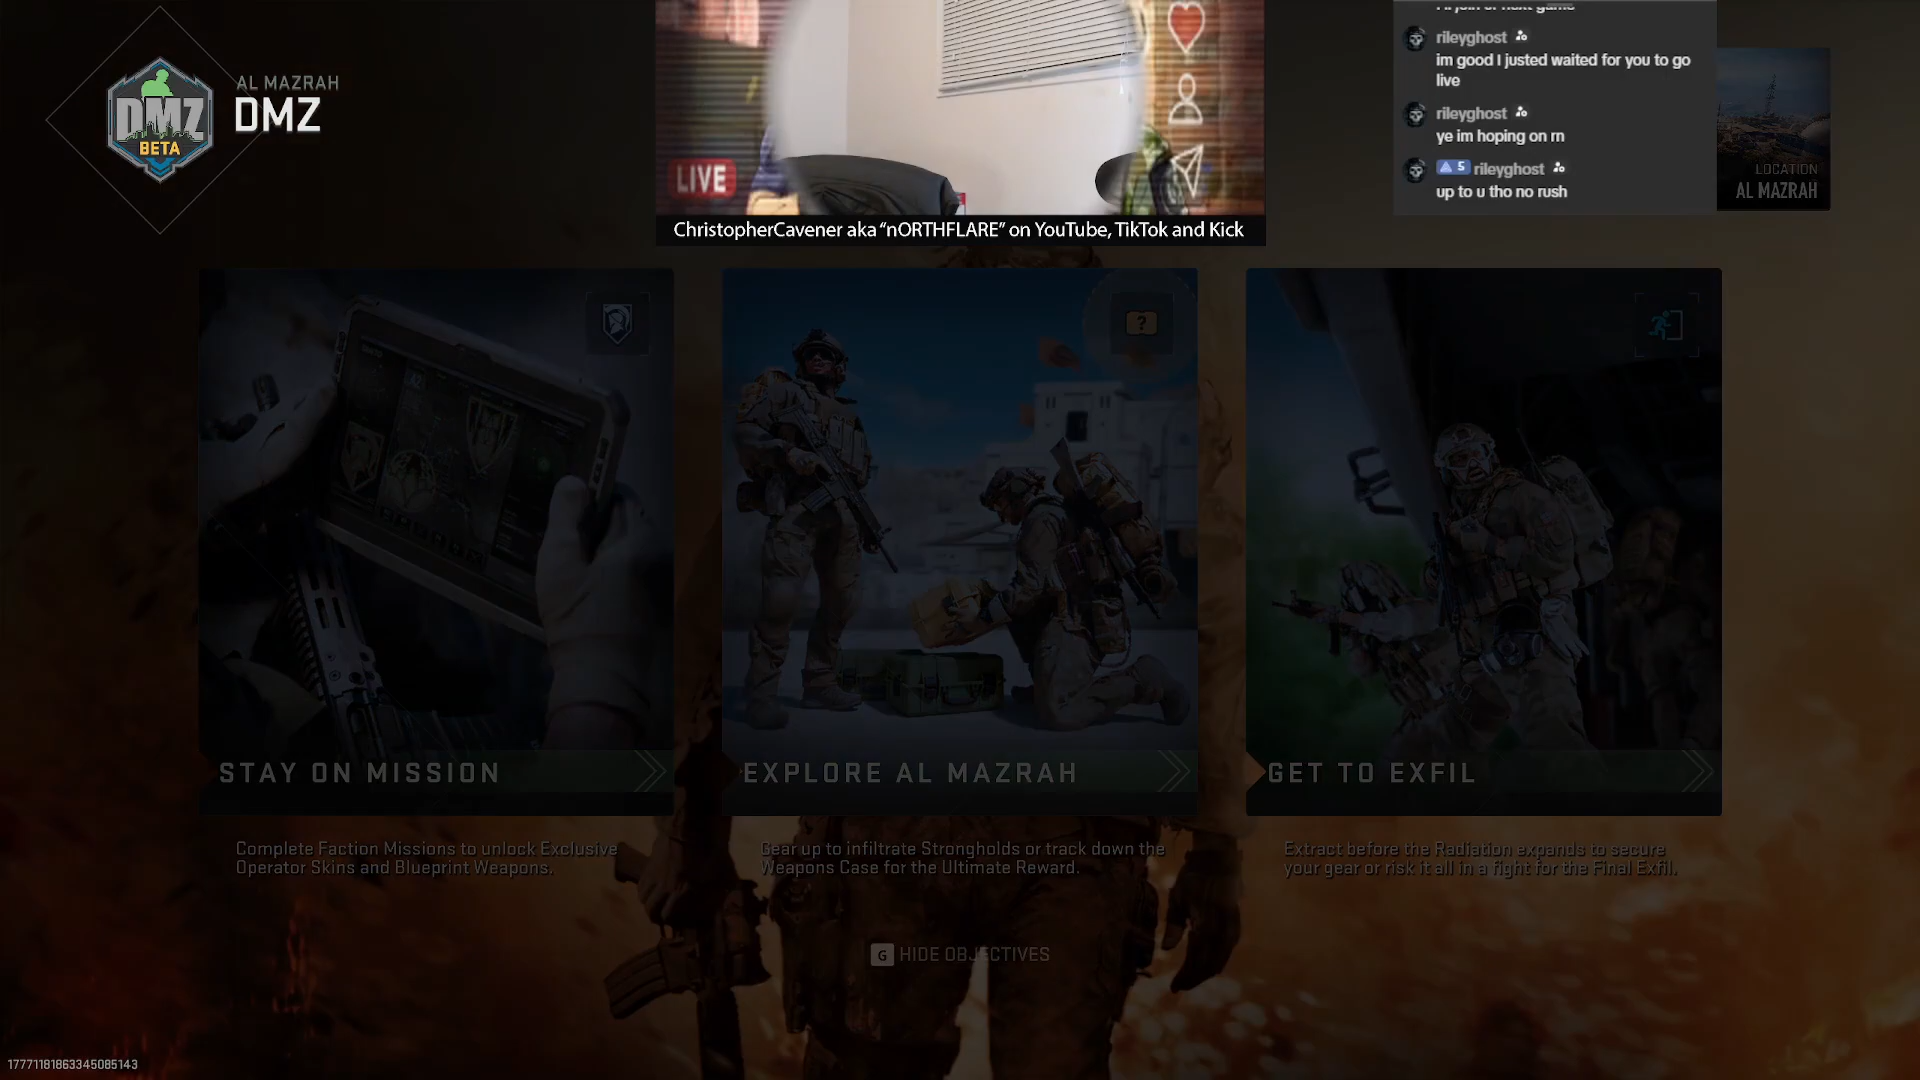 AL MAZRAH
DMZ
DMZ
BETA
LIVE
ChristopherCavener aka “nORTHFLARE” on YouTube, TikTok and Kick
rileyghost
im good I justed waited for you to go
live
rileyghost
ye im hoping on rn
5 rileyghost
up to u tho no rush
LOCATION
AL MAZRAH
?
STAY ON MISSION
Complete Faction Missions to unlock Exclusive
Operator Skins and Blueprint Weapons.
EXPLORE AL MAZRAH
Gear up to infiltrate Strongholds or track down the
Weapons Case for the Ultimate Reward.
GET TO EXFIL
Extract before the Radiation expands to secure
your gear or risk it all in a fight for the Final Exfil.
G HIDE OBJECTIVES
17771181863345085143